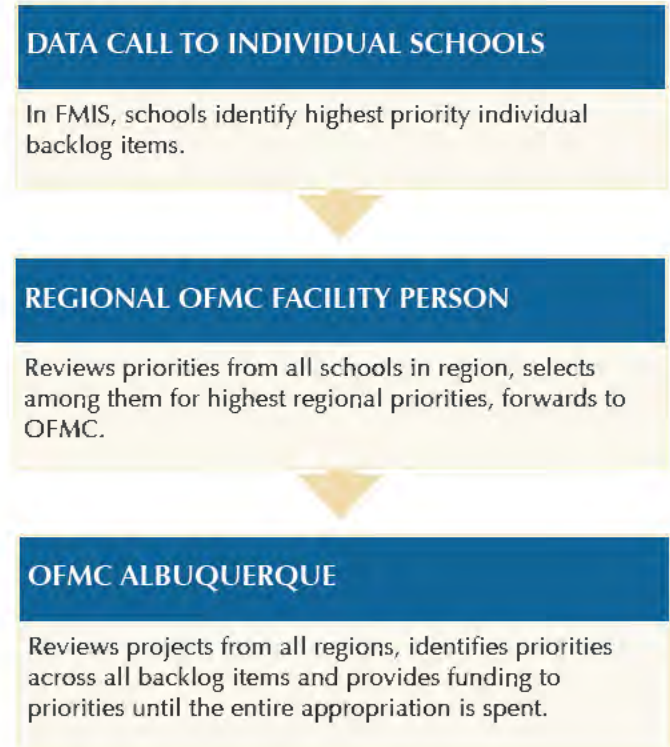 DATA CALL TO INDIVIDUAL SCHOOLS
In FMIS, schools identify highest priority individual
backlog items.
REGIONAL OFMC FACILITY PERSON
Reviews priorities from all schools in region, selects
among them for highest regional priorities, forwards to
OFMC.
OFMC ALBUQUERQUE
Reviews projects from all regions, identifies priorities
across all backlog items and provides funding to
priorities until the entire appropriation is spent.